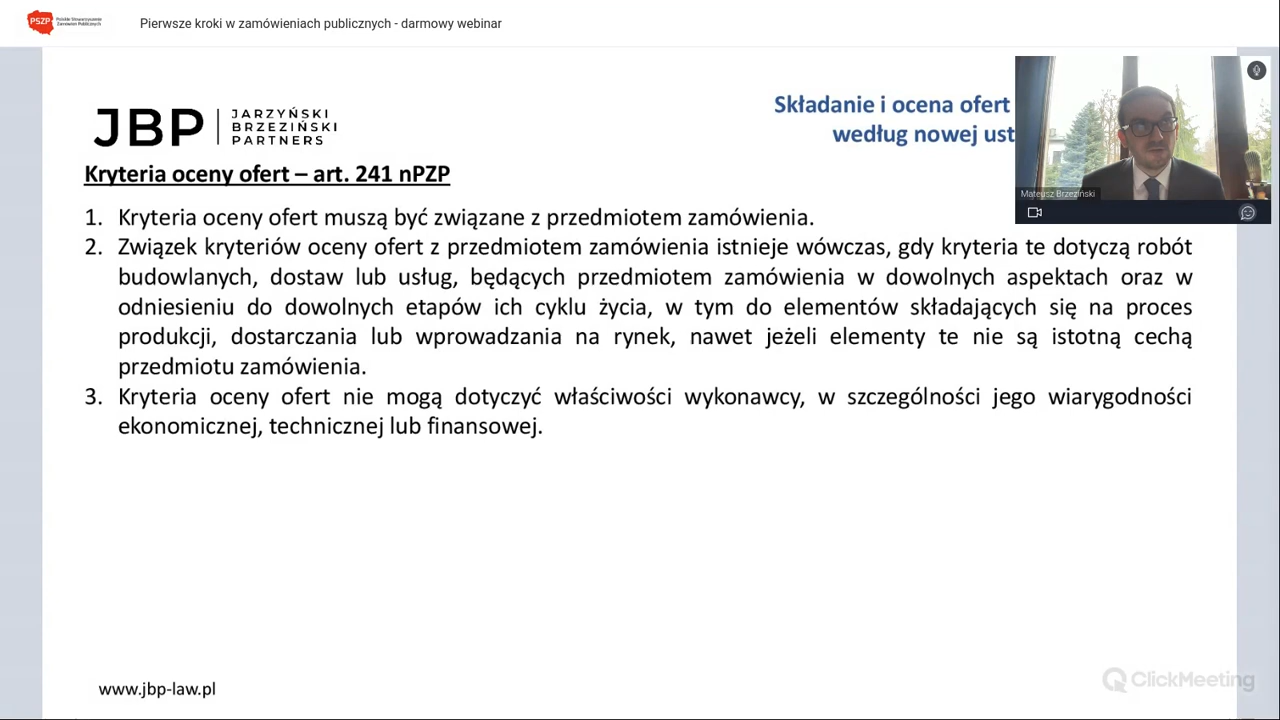 PSZP Polskie Stowarzyszenie
Zamówień Publicznych
Pierwsze kroki w zamówieniach publicznych - darmowy webinar
JBP
JARZYŃSKI
BRZEZIŃSKI
PARTNERS
Składanie i ocena ofert
według nowej ust
Mateusz Brzeziński
Kryteria oceny ofert – art. 241 nPZP
1. Kryteria oceny ofert muszą być związane z przedmiotem zamówienia.
2. Związek kryteriów oceny ofert z przedmiotem zamówienia istnieje wówczas, gdy kryteria te dotyczą robót
budowlanych, dostaw lub usług, będących przedmiotem zamówienia w dowolnych aspektach oraz w
odniesieniu do dowolnych etapów ich cyklu życia, w tym do elementów składających się na proces
produkcji, dostarczania lub wprowadzania na rynek, nawet jeżeli elementy te nie są istotną cechą
przedmiotu zamówienia.
3. Kryteria oceny ofert nie mogą dotyczyć właściwości wykonawcy, w szczególności jego wiarygodności
ekonomicznej, technicznej lub finansowej.
www.jbp-law.pl
ClickMeeting